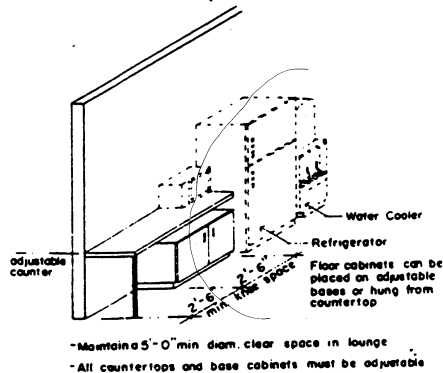 Water Cooler
Refrigerator
adjustable
counter
Floor cabinets can be
placed on adjustable
bases or hung from
countertop
2'-6"
2'-6"
min. knee space
-Maintain a 5'-0" min diam. clear space in lounge
-All countertops and base cabinets must be adjustable